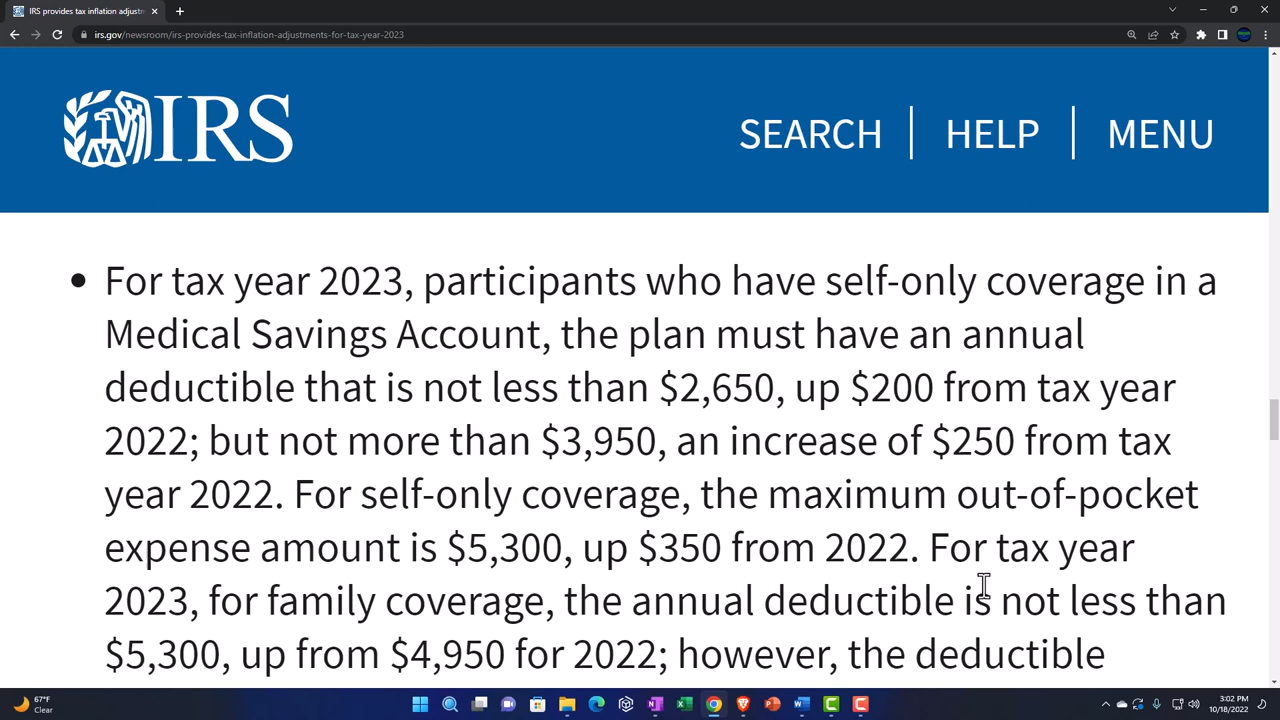 IRS provides tax inflation adjustm
irs.gov/newsroom/irs-provides-tax-inflation-adjustments-for-tax-year-2023
IRS
SEARCH
HELP
MENU
• For tax year 2023, participants who have self-only coverage in a
Medical Savings Account, the plan must have an annual
deductible that is not less than $2,650, up $200 from tax year
2022; but not more than $3,950, an increase of $250 from tax
year 2022. For self-only coverage, the maximum out-of-pocket
expense amount is $5,300, up $350 from 2022. For tax year
2023, for family coverage, the annual deductible is not less than
$5,300, up from $4,950 for 2022; however, the deductible
67°F
Clear
3:02 PM
10/18/2022